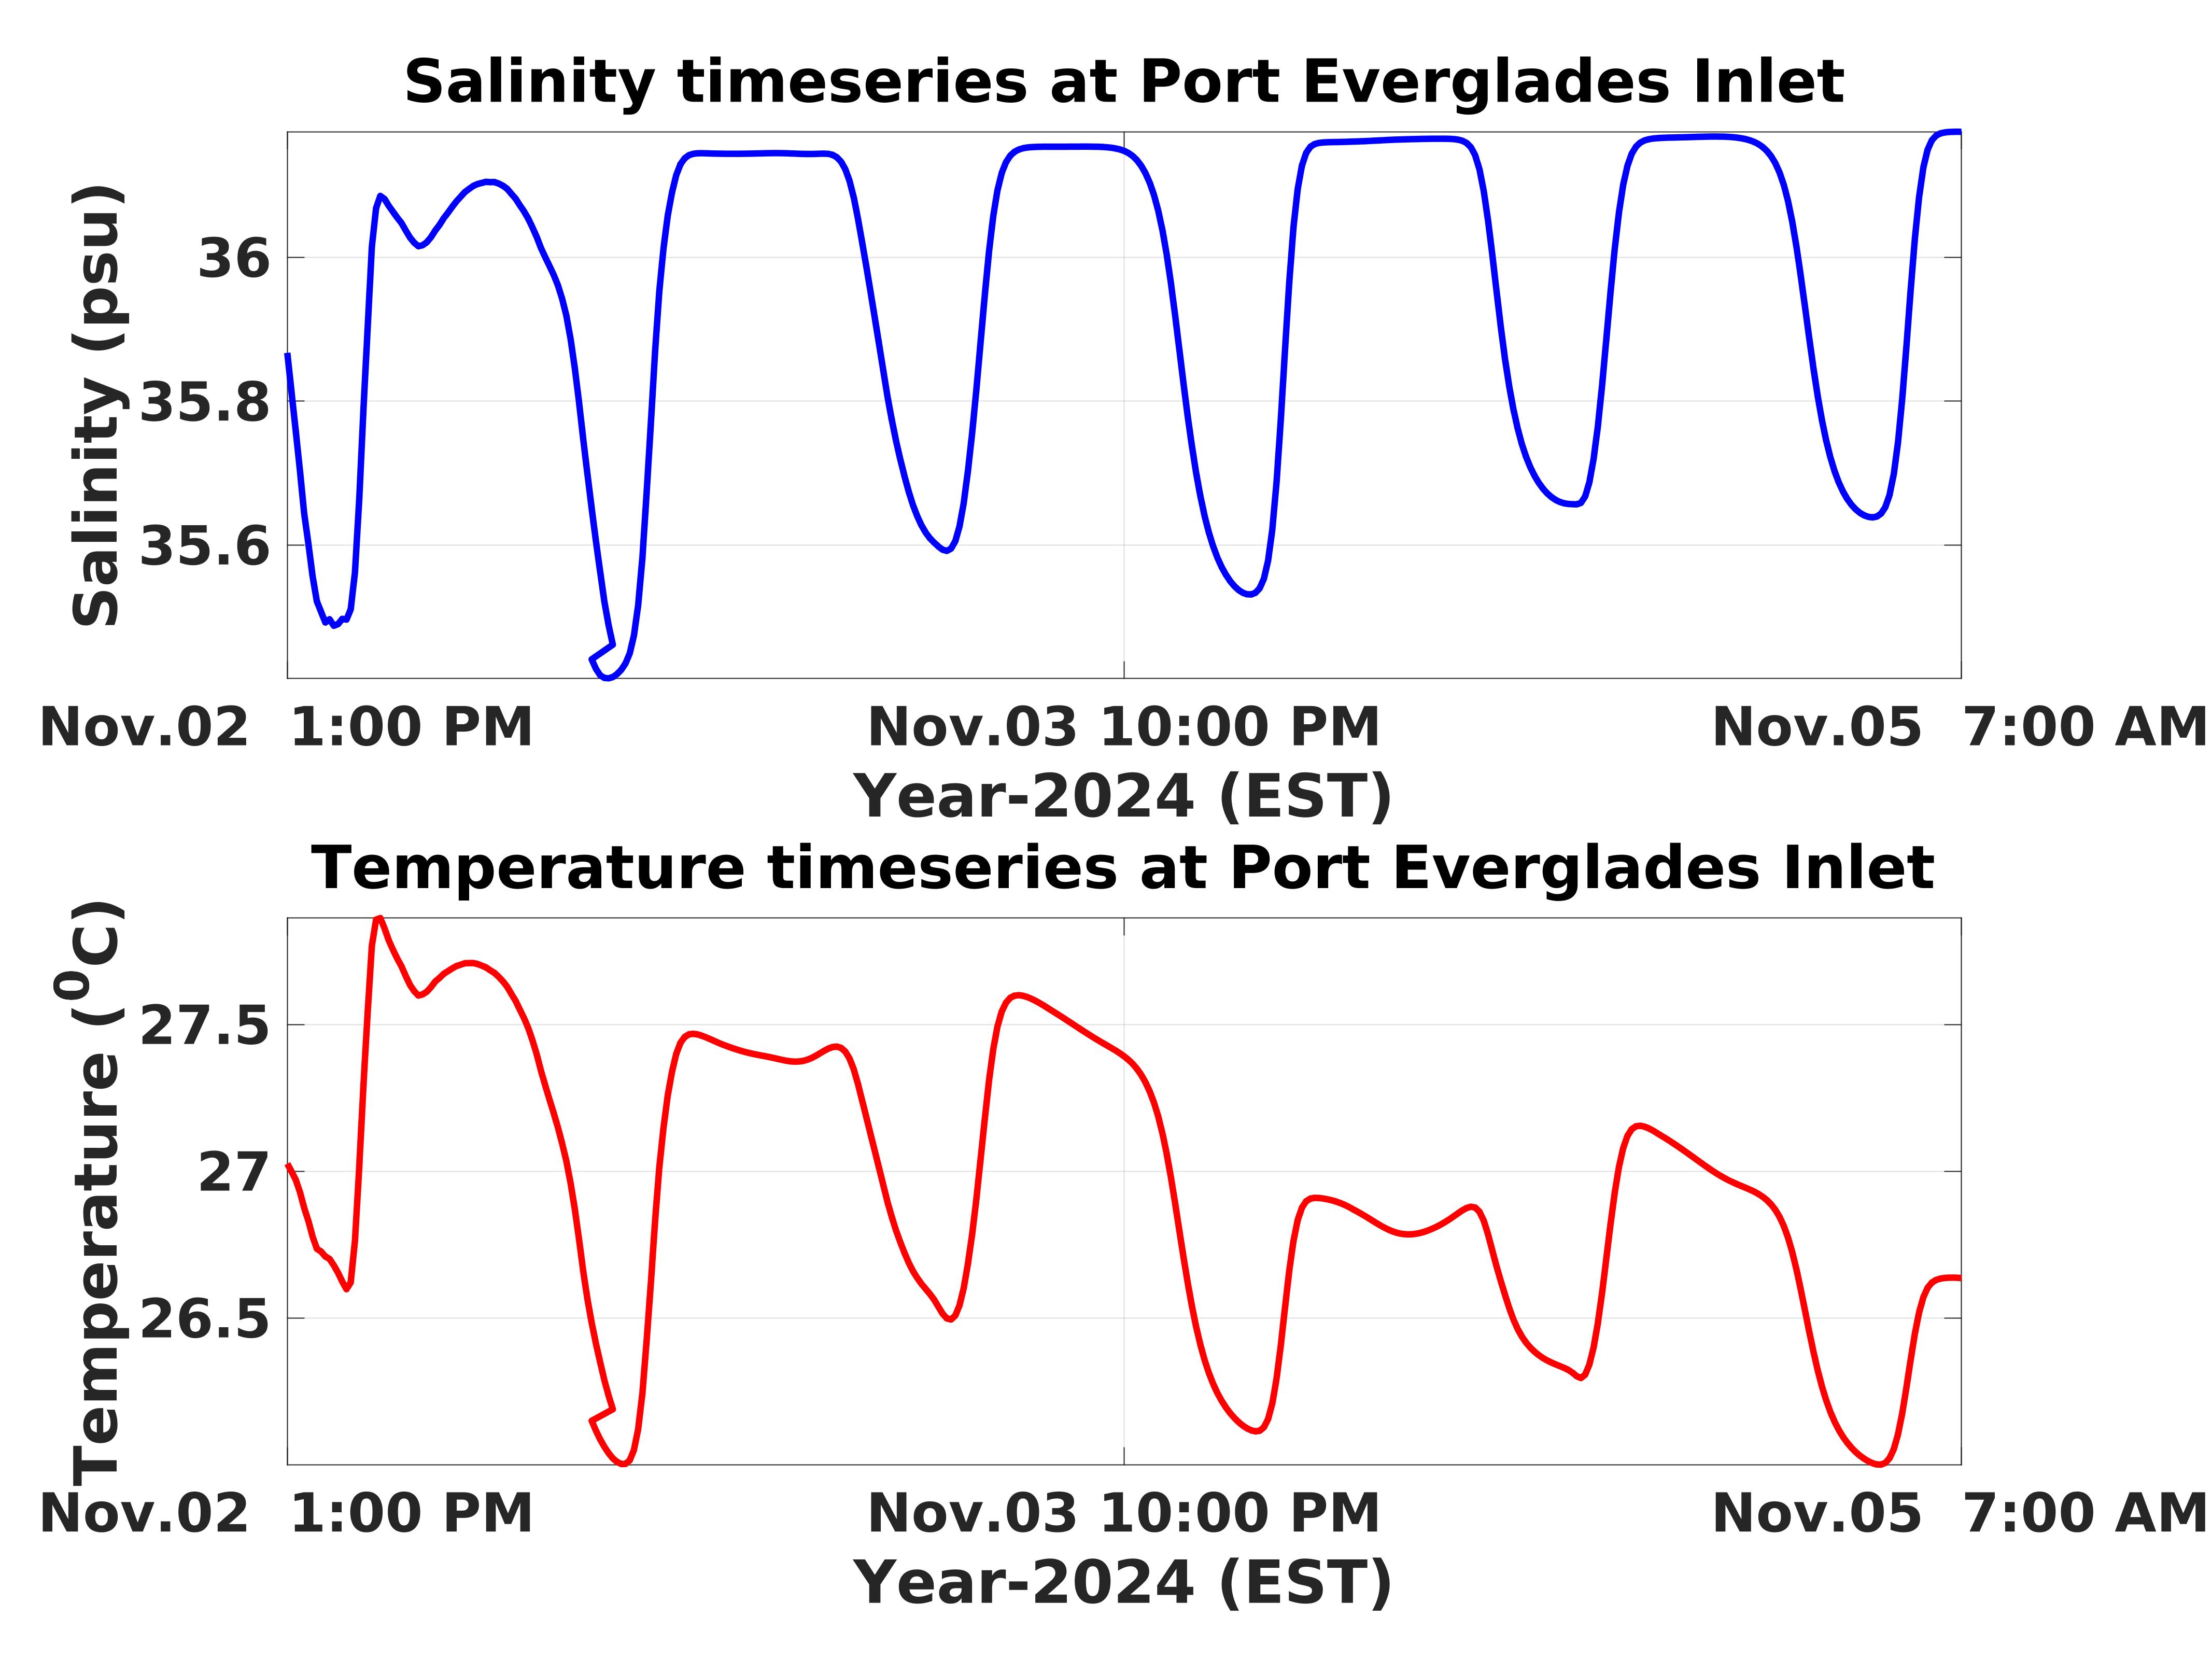 Salinity timeseries at Port Everglades Inlet
Salinity (psu)
36
35.8
35.6
Nov.02  1:00 PM
Nov.03 10:00 PM
Nov.05  7:00 AM
Year-2024 (EST)
Temperature timeseries at Port Everglades Inlet
Temperature (⁰C)
27.5
27
26.5
Nov.02  1:00 PM
Nov.03 10:00 PM
Nov.05  7:00 AM
Year-2024 (EST)